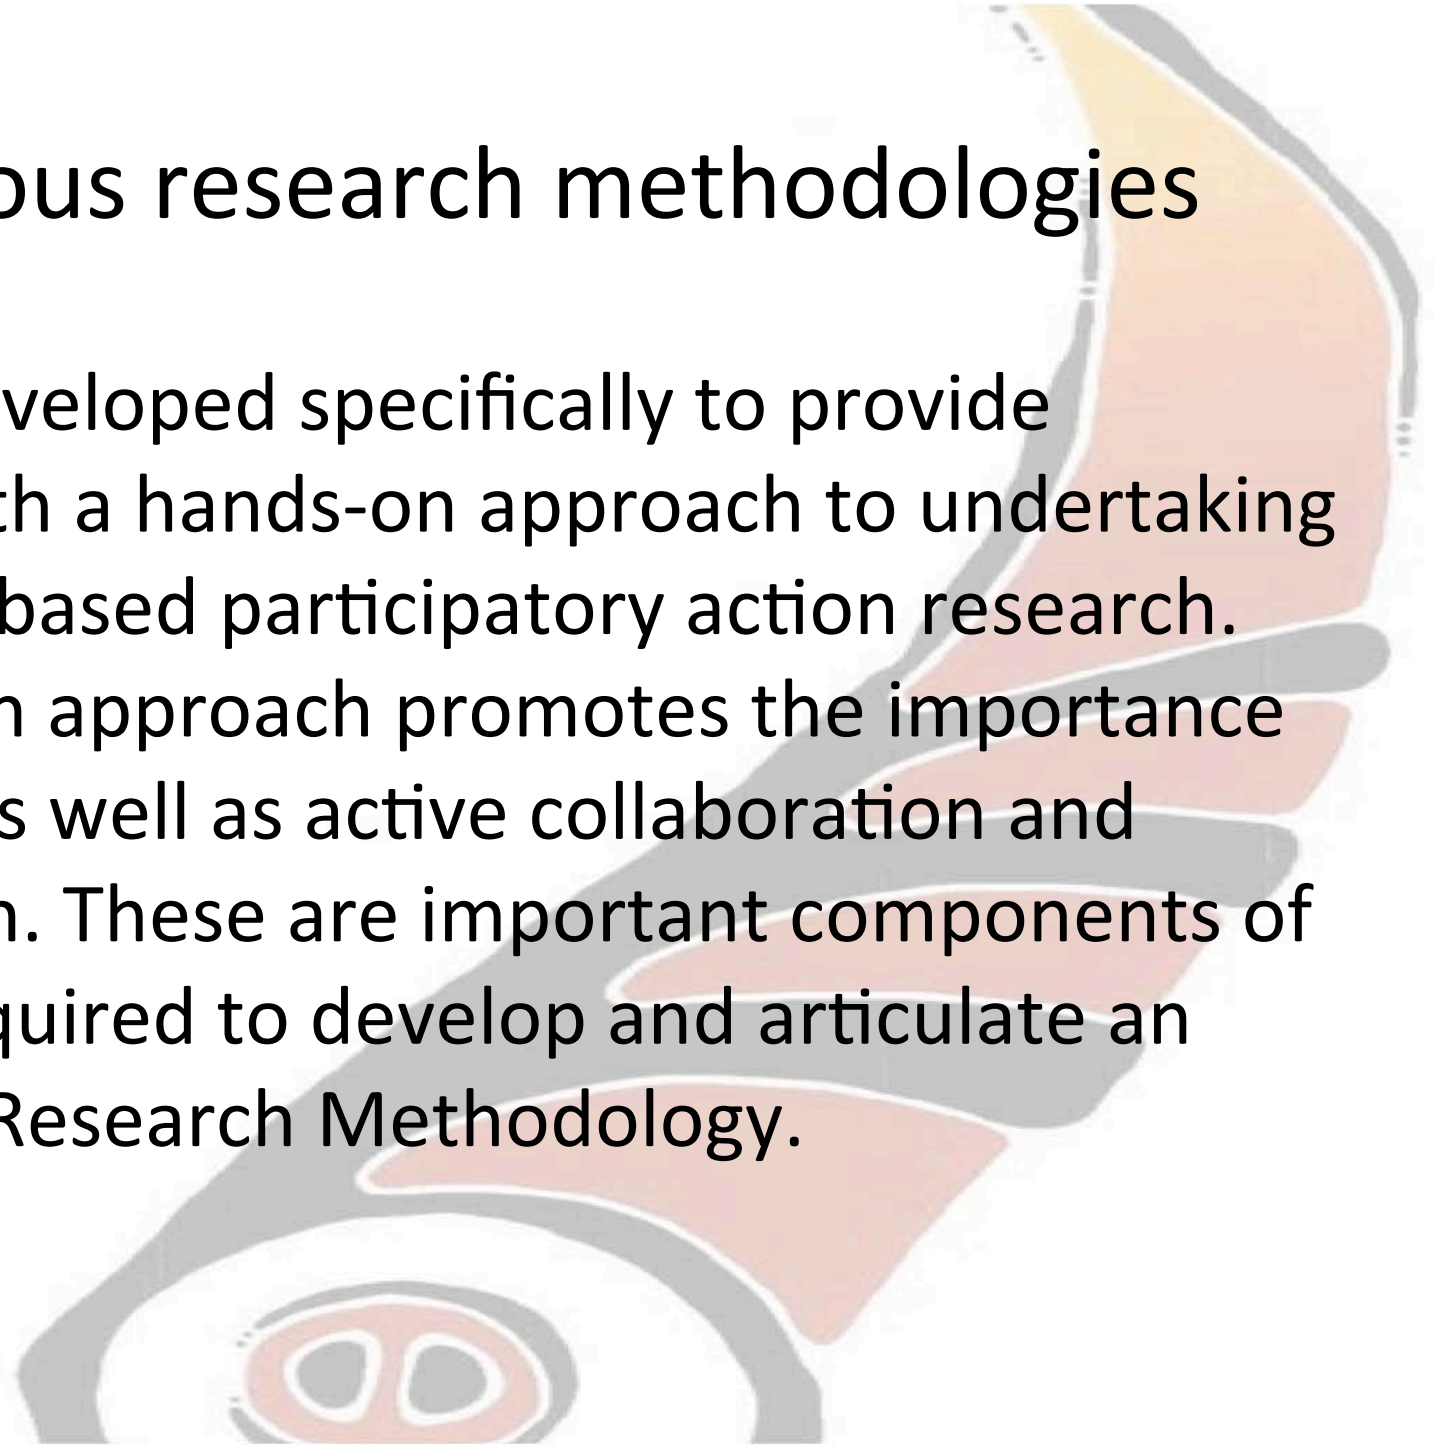 ous research methodologies
veloped specifically to provide
th a hands-on approach to undertaking
based participatory action research.
n approach promotes the importance
s well as active collaboration and
n. These are important components of
quired to develop and articulate an
Research Methodology.